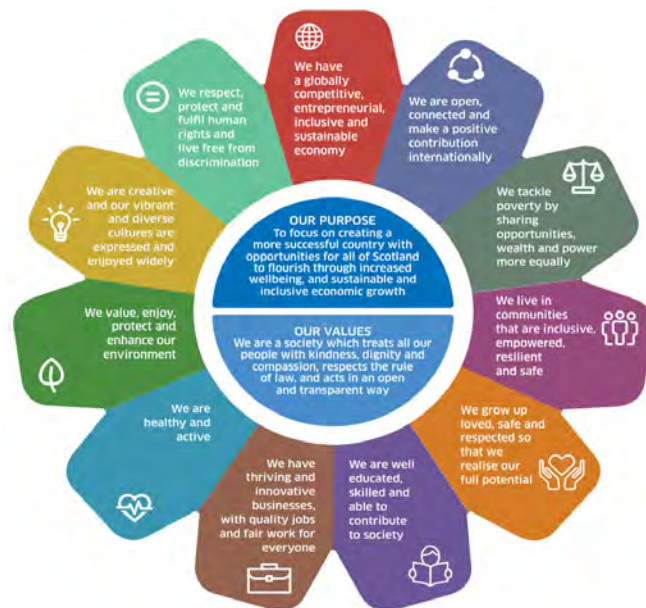 We have
a globally
competitive,
entrepreneurial,
inclusive and
sustainable
economy
We are open,
connected and
make a positive
contribution
internationally
We tackle
poverty by
sharing
opportunities,
wealth and power
more equally
We live in
communities
that are inclusive,
empowered,
resilient
and safe
We grow up
loved, safe and
respected so
that we
realise our
full potential
We are well
educated,
skilled and
able to
contribute
to society
We have
thriving and
innovative
businesses,
with quality jobs
and fair work for
everyone
We are
healthy and
active
We value, enjoy,
protect and
enhance our
environment
We are creative
and our vibrant
and diverse
cultures are
expressed and
enjoyed widely
We respect,
protect and
fulfil human
rights and
live free from
discrimination
OUR PURPOSE
To focus on creating a
more successful country with
opportunities for all of Scotland
to flourish through increased
wellbeing, and sustainable and
inclusive economic growth
OUR VALUES
We are a society which treats all our
people with kindness, dignity and
compassion, respects the rule
of law, and acts in an open
and transparent way